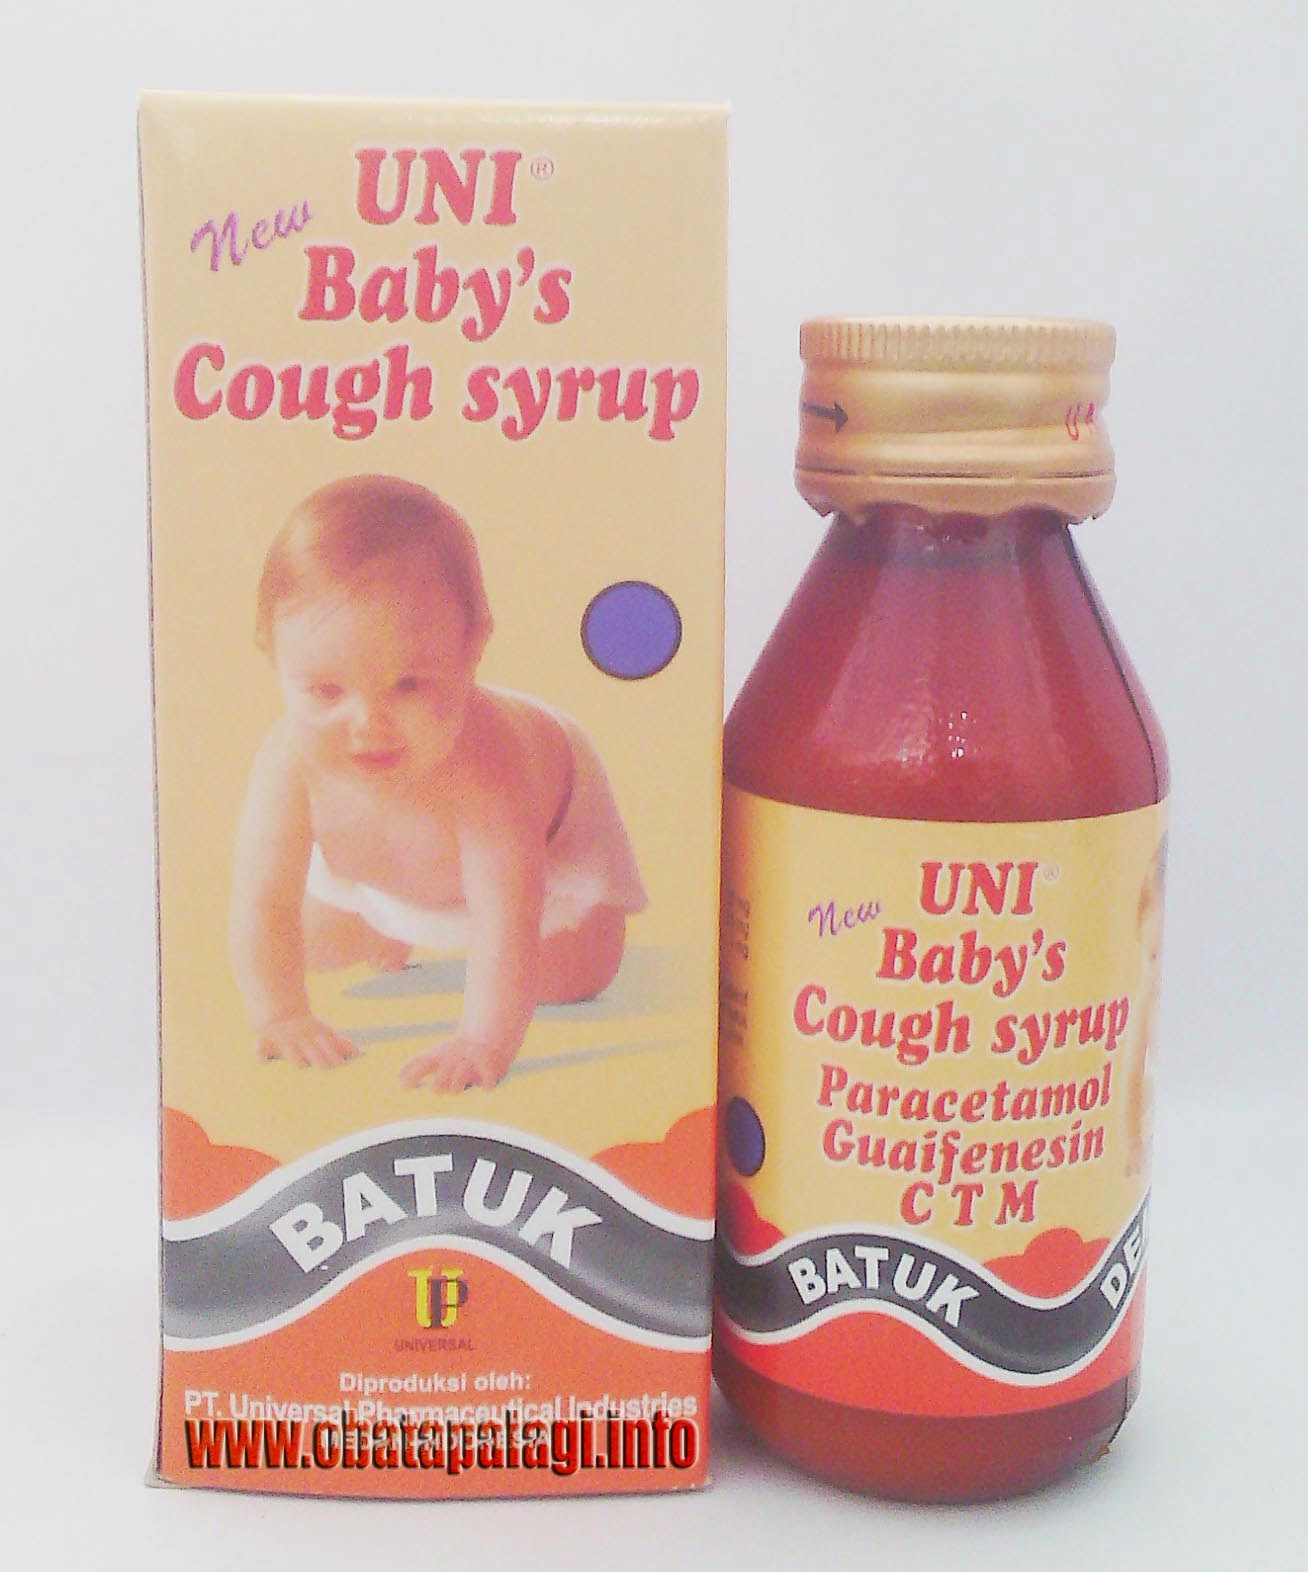 New
UNI®
Baby's
Cough syrup
BATUK
UP
UNIVERSAL
Diproduksi oleh:
PT. Universal Pharmaceutical Industries
www.obatapalagi.info
New
UNI®
Baby's
Cough syrup
Paracetamol
Guaifenesin
C T M
BATUK